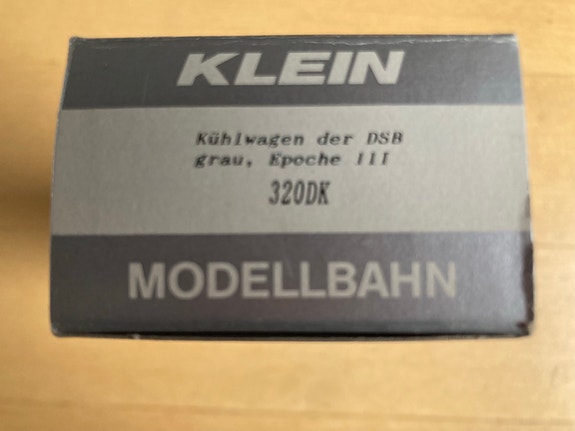 KLEIN
Kühlwagen der DSB
grau, Epoche III
320DK
MODELLBAHN